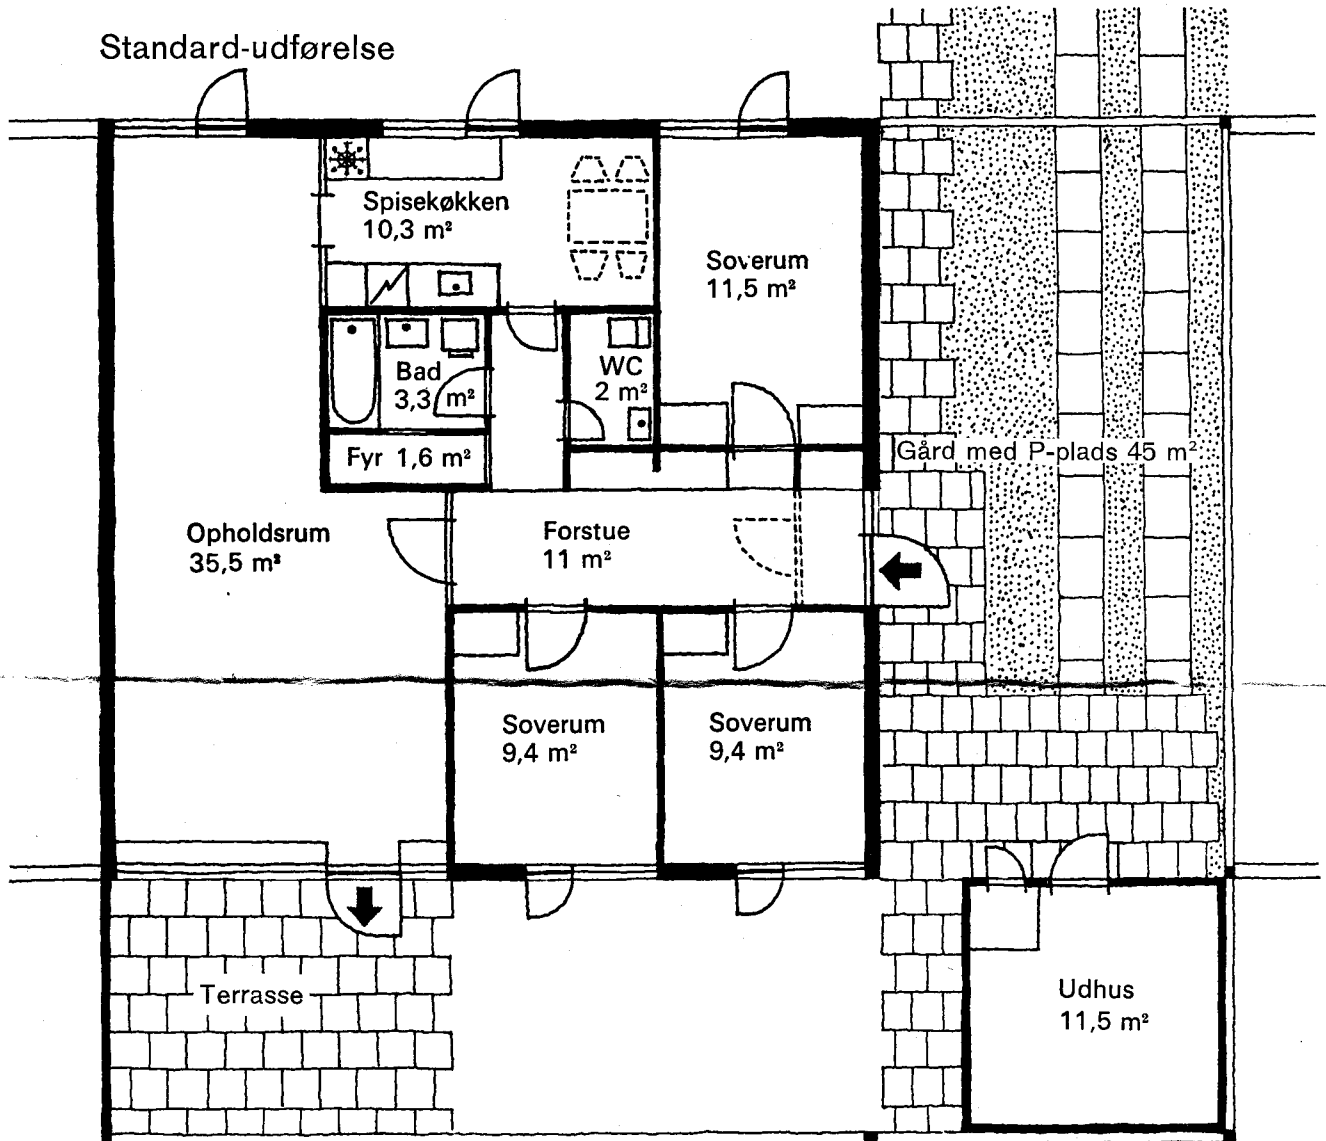 Standard-udførelse
Spisekøkken
10,3 m²
Soverum
11,5 m²
Bad
3,3 m²
WC
2 m²
Fyr 1,6 m²
Gård med P-plads 45 m²
Opholdsrum
35,5 m²
Forstue
11 m²
Soverum
9,4 m²
Soverum
9,4 m²
Terrasse
Udhus
11,5 m²